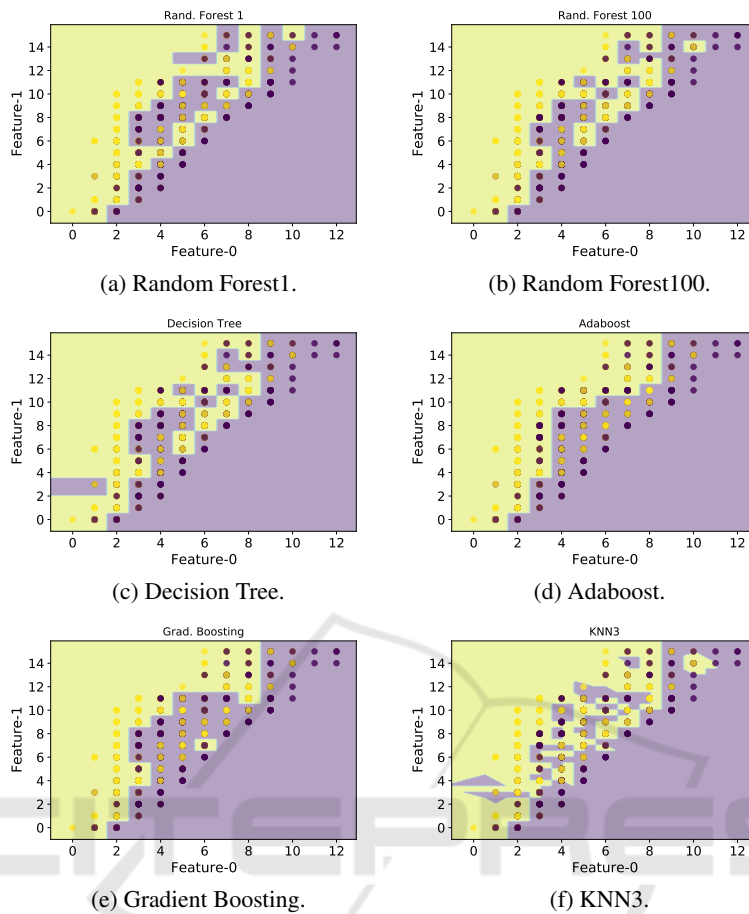 Rand. Forest 1
Feature-1
14
12
10
8
6
4
2
0
0 2 4 6 8 10 12
Feature-0
(a) Random Forest1.
Rand. Forest 100
Feature-1
14
12
10
8
6
4
2
0
0 2 4 6 8 10 12
Feature-0
(b) Random Forest100.
Decision Tree
Feature-1
14
12
10
8
6
4
2
0
0 2 4 6 8 10 12
Feature-0
(c) Decision Tree.
Adaboost
Feature-1
14
12
10
8
6
4
2
0
0 2 4 6 8 10 12
Feature-0
(d) Adaboost.
Grad. Boosting
Feature-1
14
12
10
8
6
4
2
0
0 2 4 6 8 10 12
Feature-0
(e) Gradient Boosting.
KNN3
Feature-1
14
12
10
8
6
4
2
0
0 2 4 6 8 10 12
Feature-0
(f) KNN3.